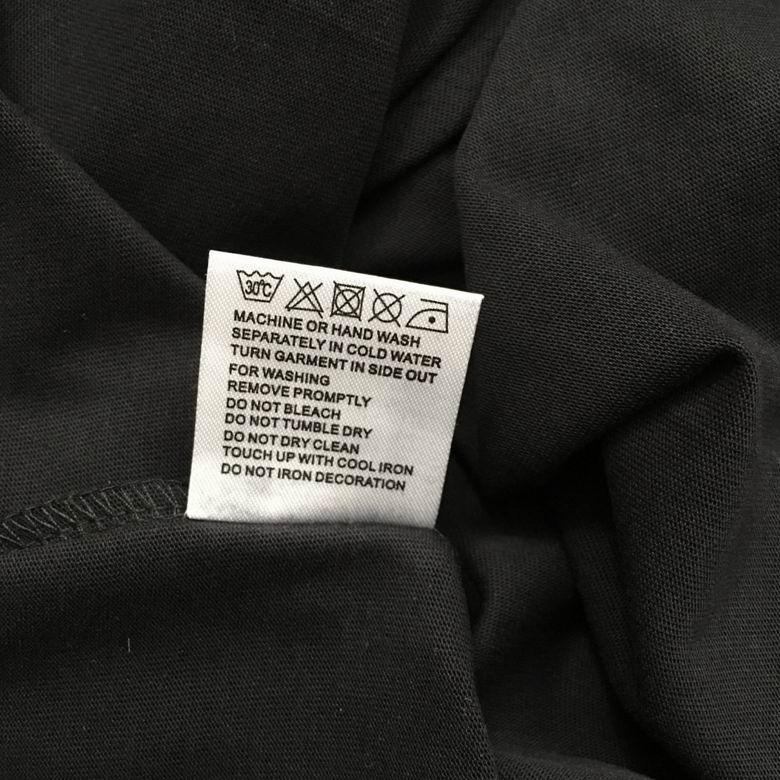 30°C
MACHINE OR HAND WASH
SEPARATELY IN COLD WATER
TURN GARMENT IN SIDE OUT
FOR WASHING
REMOVE PROMPTLY
DO NOT BLEACH
DO NOT TUMBLE DRY
DO NOT DRY CLEAN
TOUCH UP WITH COOL IRON
DO NOT IRON DECORATION